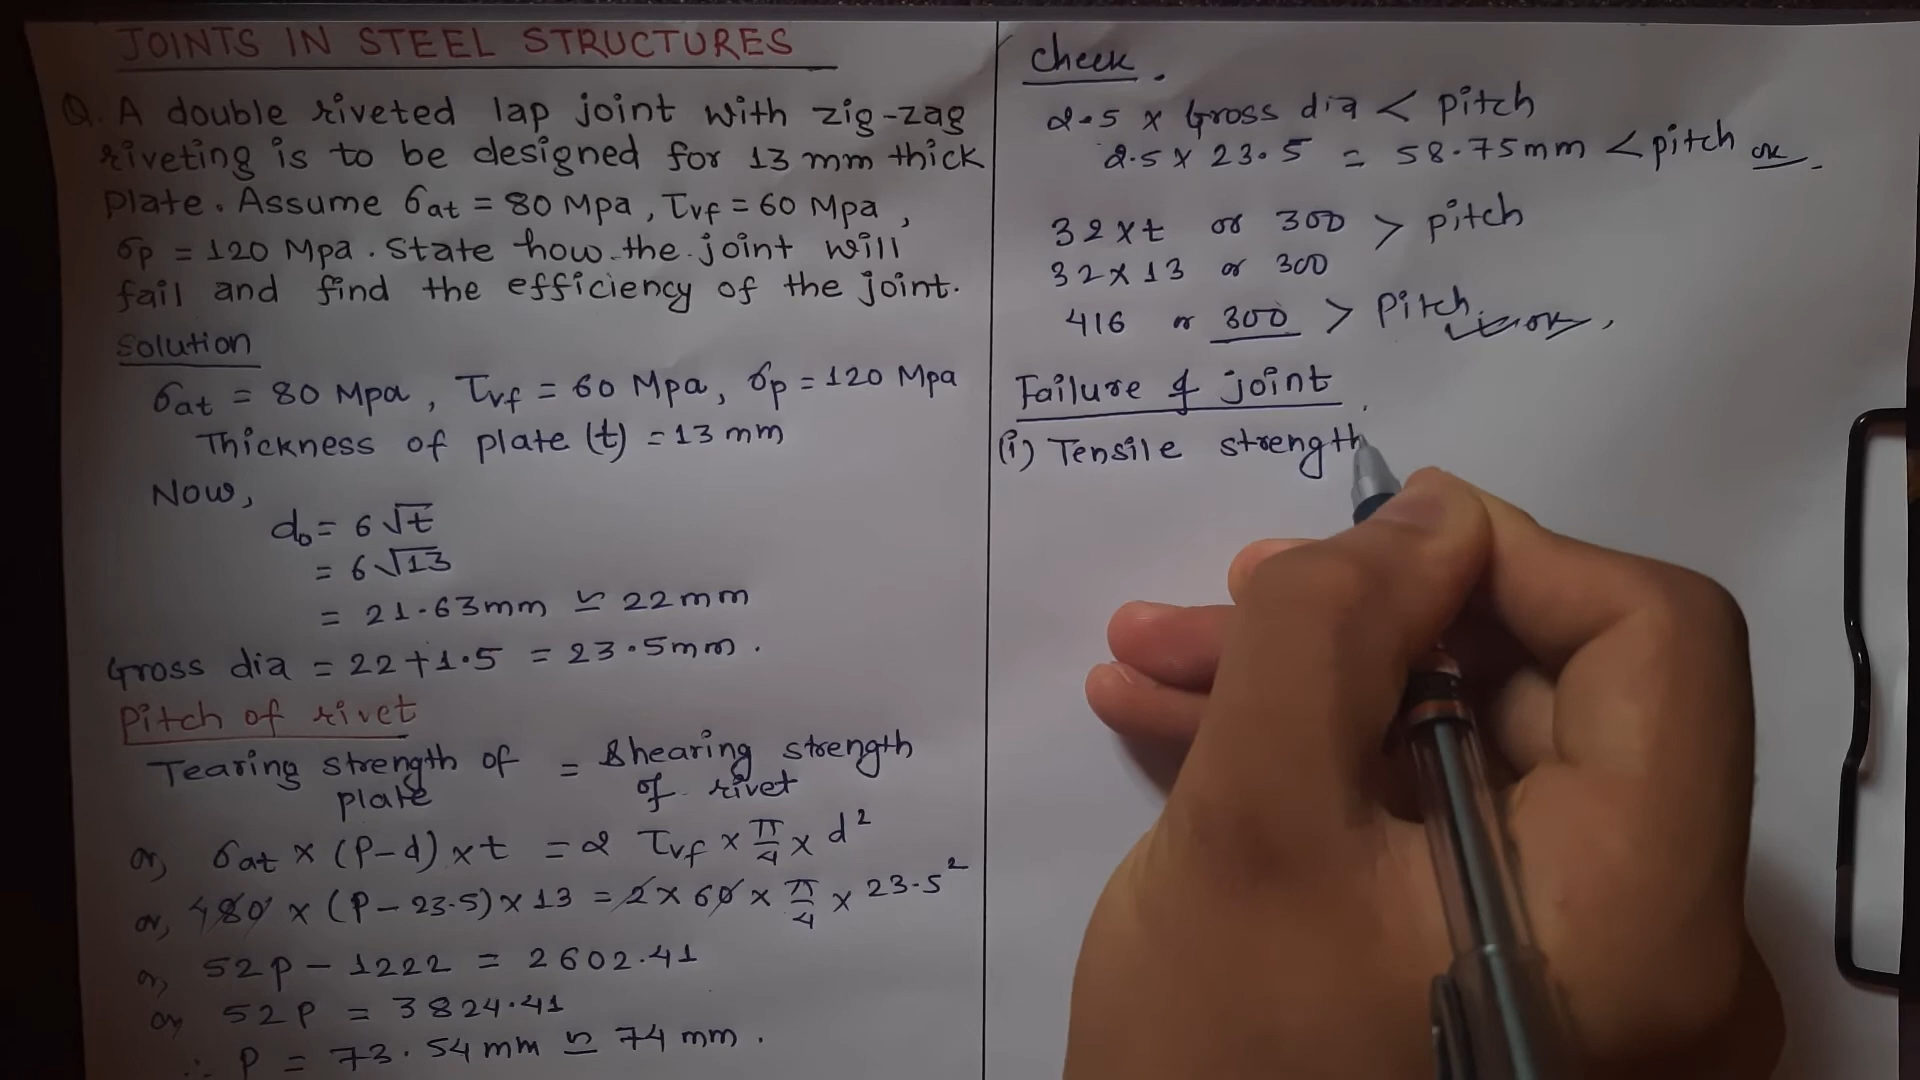 JOINTS IN STEEL STRUCTURES
Q. A double riveted lap joint with zig-zag
riveting is to be designed for 13 mm thick
plate. Assume σat = 80 Mpa, τvf = 60 Mpa,
σp = 120 Mpa. State how the joint will
fail and find the efficiency of the joint.
Solution
σat = 80 Mpa, τvf = 60 Mpa, σp = 120 Mpa
Thickness of plate (t) = 13 mm
Now,
do = 6√t
= 6√13
= 21.63mm ≃ 22mm
Gross dia = 22+1.5 = 23.5mm.
Pitch of rivet
Tearing strength of plate = Shearing strength of rivet
or, σat × (P-d) × t = 2 τvf × π/4 × d²
or, 480 × (P-23.5) × 13 = 2 × 60 × π/4 × 23.5²
or, 52p - 1222 = 2602.41
or, 52P = 3824.41
∴ P = 73.54 mm ≃ 74 mm.
Check.
2.5 × Gross dia < pitch
2.5 × 23.5 = 58.75mm < pitch ok.
32×t or 300 > pitch
32×13 or 300
416 or 300 > Pitch. ok,
Failure of joint.
(i) Tensile strength